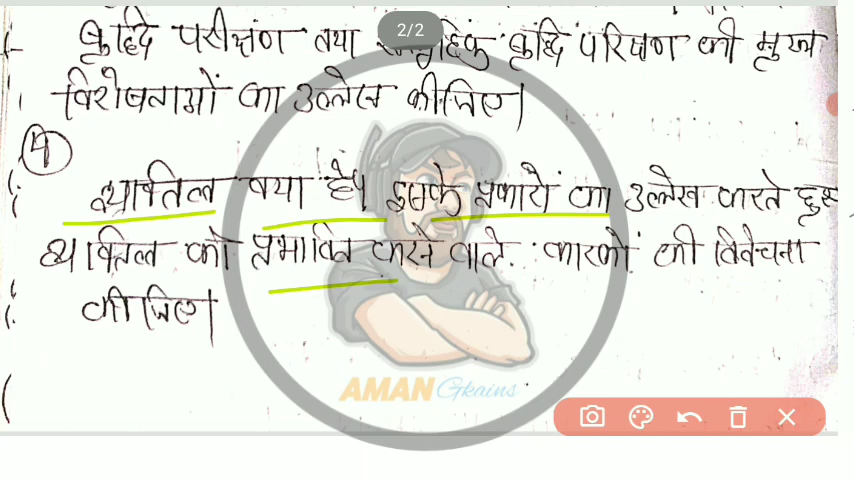 2/2
वृद्धि परीक्षण तथा सामूहिक वृद्धि परिक्षण की मुख्य
विशेषताओं का उल्लेख कीजिए।
4
व्यक्तित्व क्या है। इसके प्रकारों का उल्लेख करते हुए
व्यक्तित्व को प्रभावित करने वाले कारकों की विवेचना
कीजिए।
AMAN Gkains